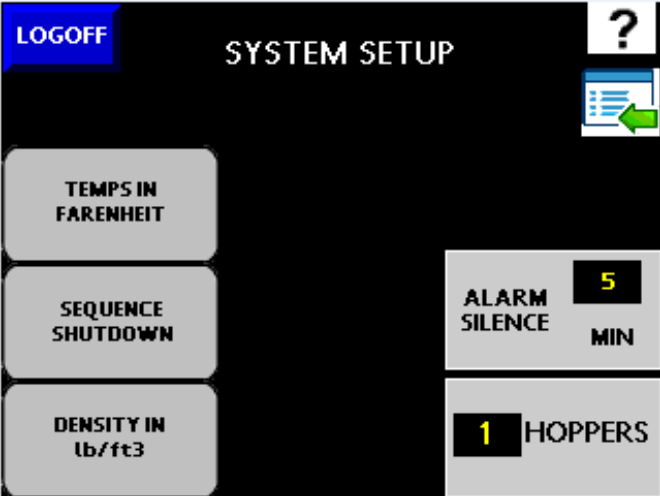 LOGOFF
SYSTEM SETUP
?
TEMPS IN
FARENHEIT
SEQUENCE
SHUTDOWN
DENSITY IN
lb/ft3
ALARM
SILENCE
5
MIN
1 HOPPERS